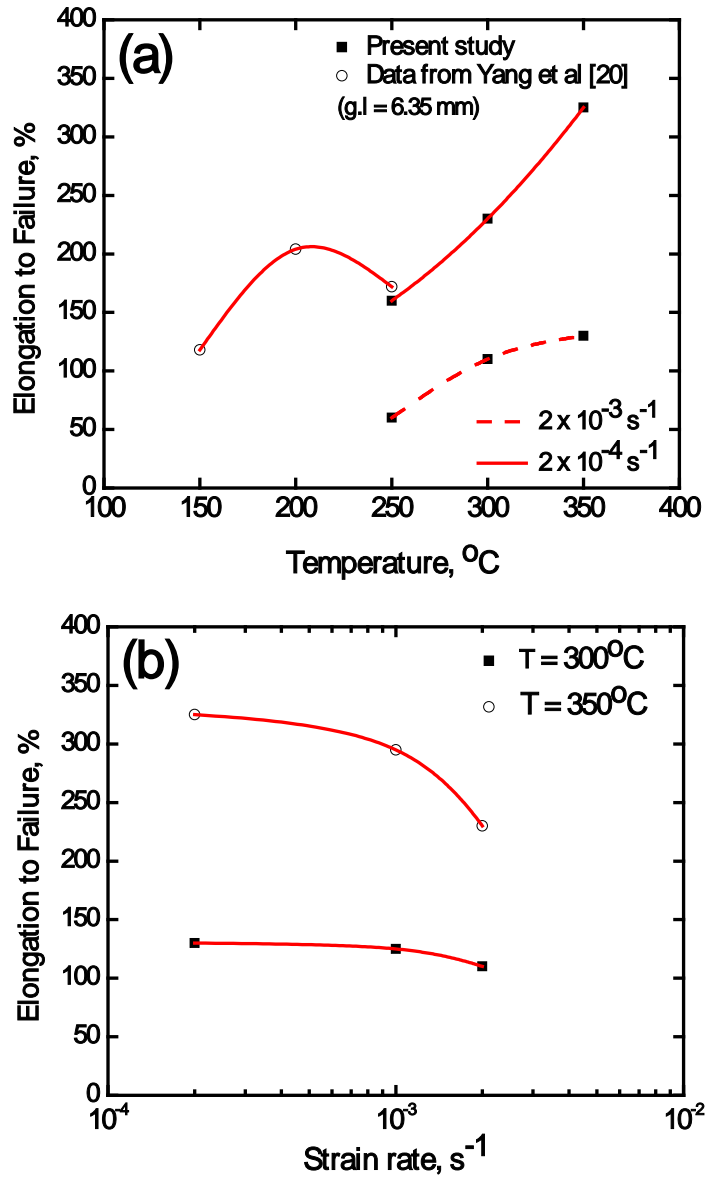 (a)
Present study
Data from Yang et al [20]
(g.l = 6.35 mm)
400
350
300
250
200
150
100
50
0
Elongation to Failure, %
2 x 10⁻³ s⁻¹
2 x 10⁻⁴ s⁻¹
100 150 200 250 300 350 400
Temperature, ᴼC
(b)
T = 300ᴼC
T = 350ᴼC
400
350
300
250
200
150
100
50
0
Elongation to Failure, %
10⁻⁴ 10⁻³ 10⁻²
Strain rate, s⁻¹